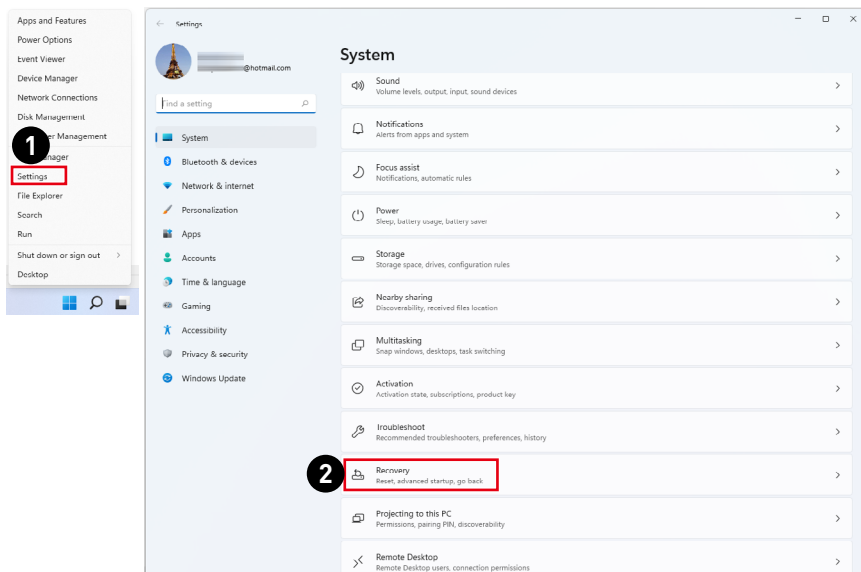 Apps and Features
Power Options
Event Viewer
Device Manager
Network Connections
Disk Management
Management
1
Settings
File Explorer
Search
Run
Shut down or sign out
Desktop
Settings
@hotmail.com
Find a setting
System
Bluetooth & devices
Network & internet
Personalization
Apps
Accounts
Time & language
Gaming
Accessibility
Privacy & security
Windows Update
System
Sound
Volume levels, output, input, sound devices
Notifications
Alerts from apps and system
Focus assist
Notifications, automatic rules
Power
Sleep, battery usage, battery saver
Storage
Storage space, drives, configuration rules
Nearby sharing
Discoverability, received files location
Multitasking
Snap windows, desktops, task switching
Activation
Activation state, subscriptions, product key
Troubleshoot
Recommended troubleshooters, preferences, history
2
Recovery
Reset, advanced startup, go back
Projecting to this PC
Permissions, pairing PIN, discoverability
Remote Desktop
Remote Desktop users, connection permissions